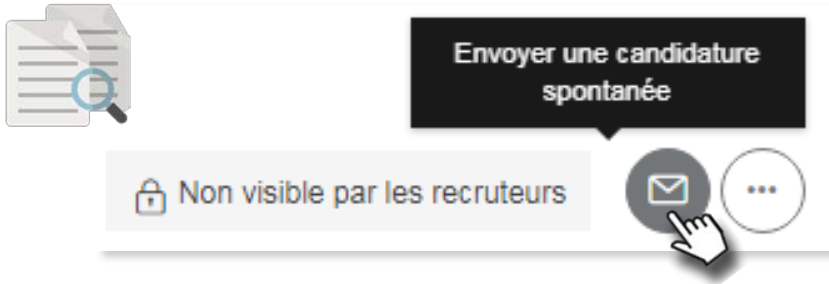 Envoyer une candidature
spontanée
Non visible par les recruteurs